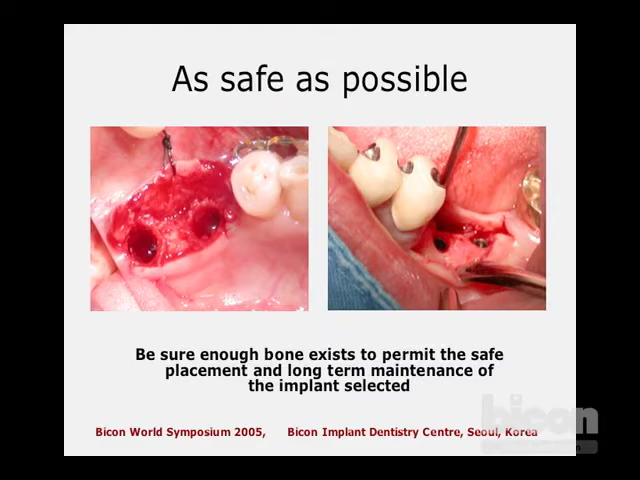 As safe as possible
Be sure enough bone exists to permit the safe
placement and long term maintenance of
the implant selected
Bicon World Symposium 2005, Bicon Implant Dentistry Centre, Seoul, Korea
bicon